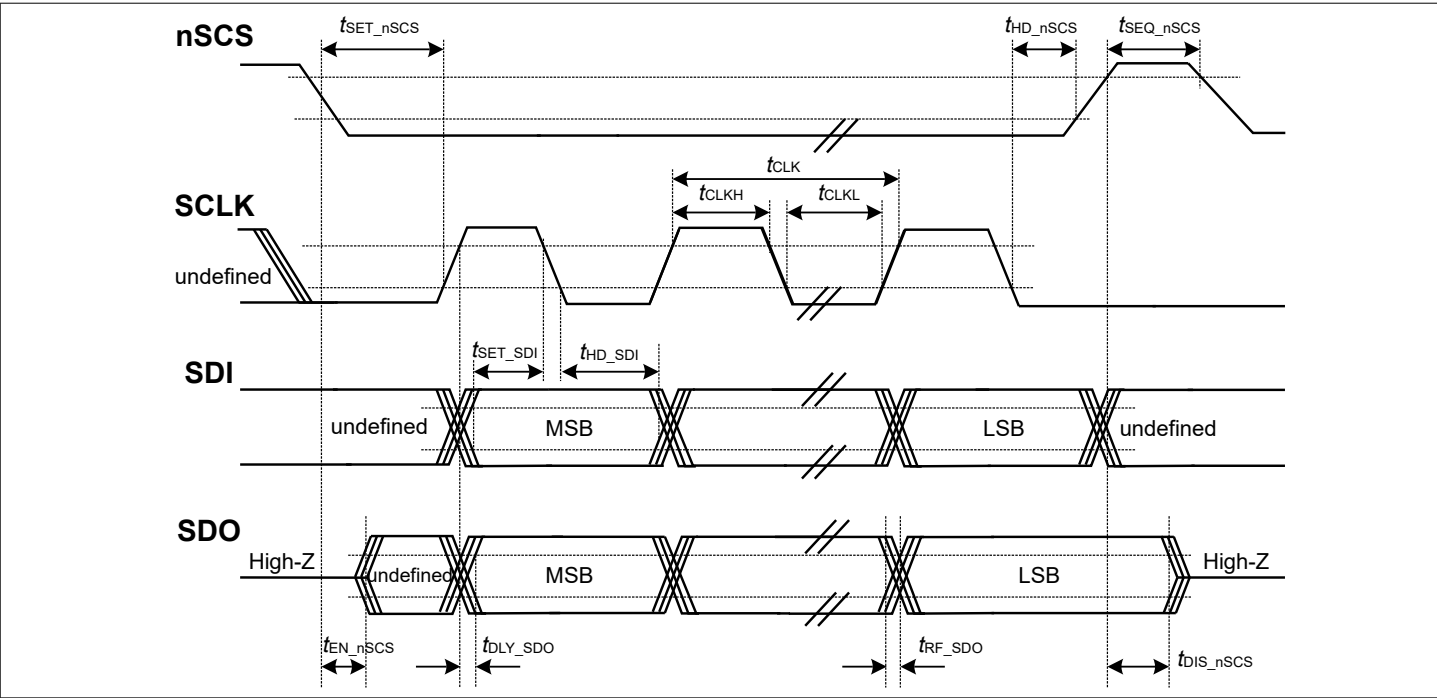 nSCS
tSET_nSCS
tHD_nSCS
tSEQ_nSCS
tCLK
SCLK
tCLKH
tCLKL
undefined
tSET_SDI
tHD_SDI
SDI
undefined
MSB
LSB
undefined
SDO
High-Z
undefined
MSB
LSB
High-Z
tEN_nSCS
tDLY_SDO
tRF_SDO
tDIS_nSCS